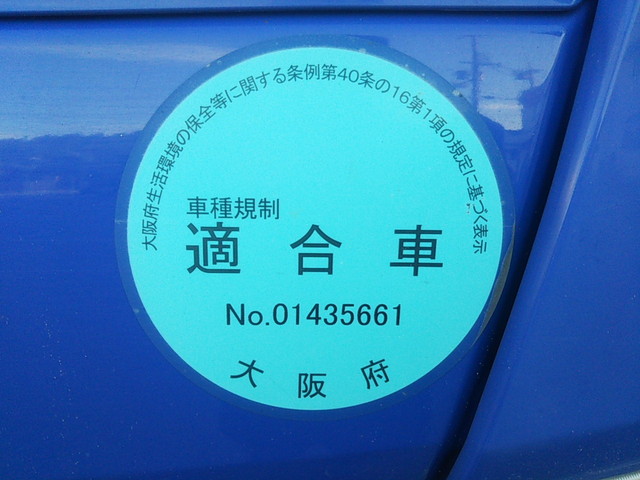 大阪府生活環境の保全等に関する条例第40条の16第1項の規定に基づく表示
車種規制
適合車
No.01435661
大阪府